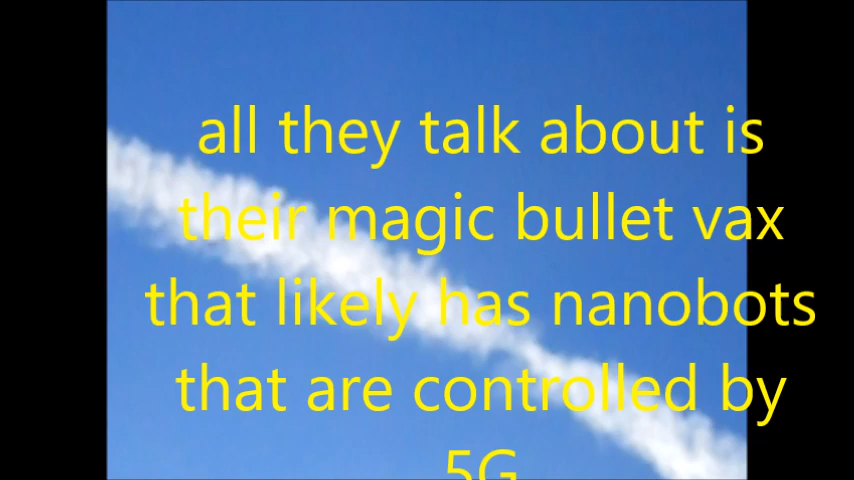 all they talk about is
their magic bullet vax
that likely has nanobots
that are controlled by
5G